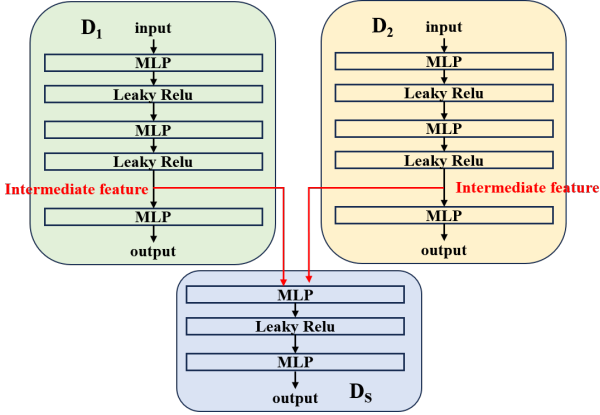 D1
input
MLP
Leaky Relu
MLP
Leaky Relu
Intermediate feature
MLP
output
D2
input
MLP
Leaky Relu
MLP
Leaky Relu
Intermediate feature
MLP
output
MLP
Leaky Relu
MLP
output
DS